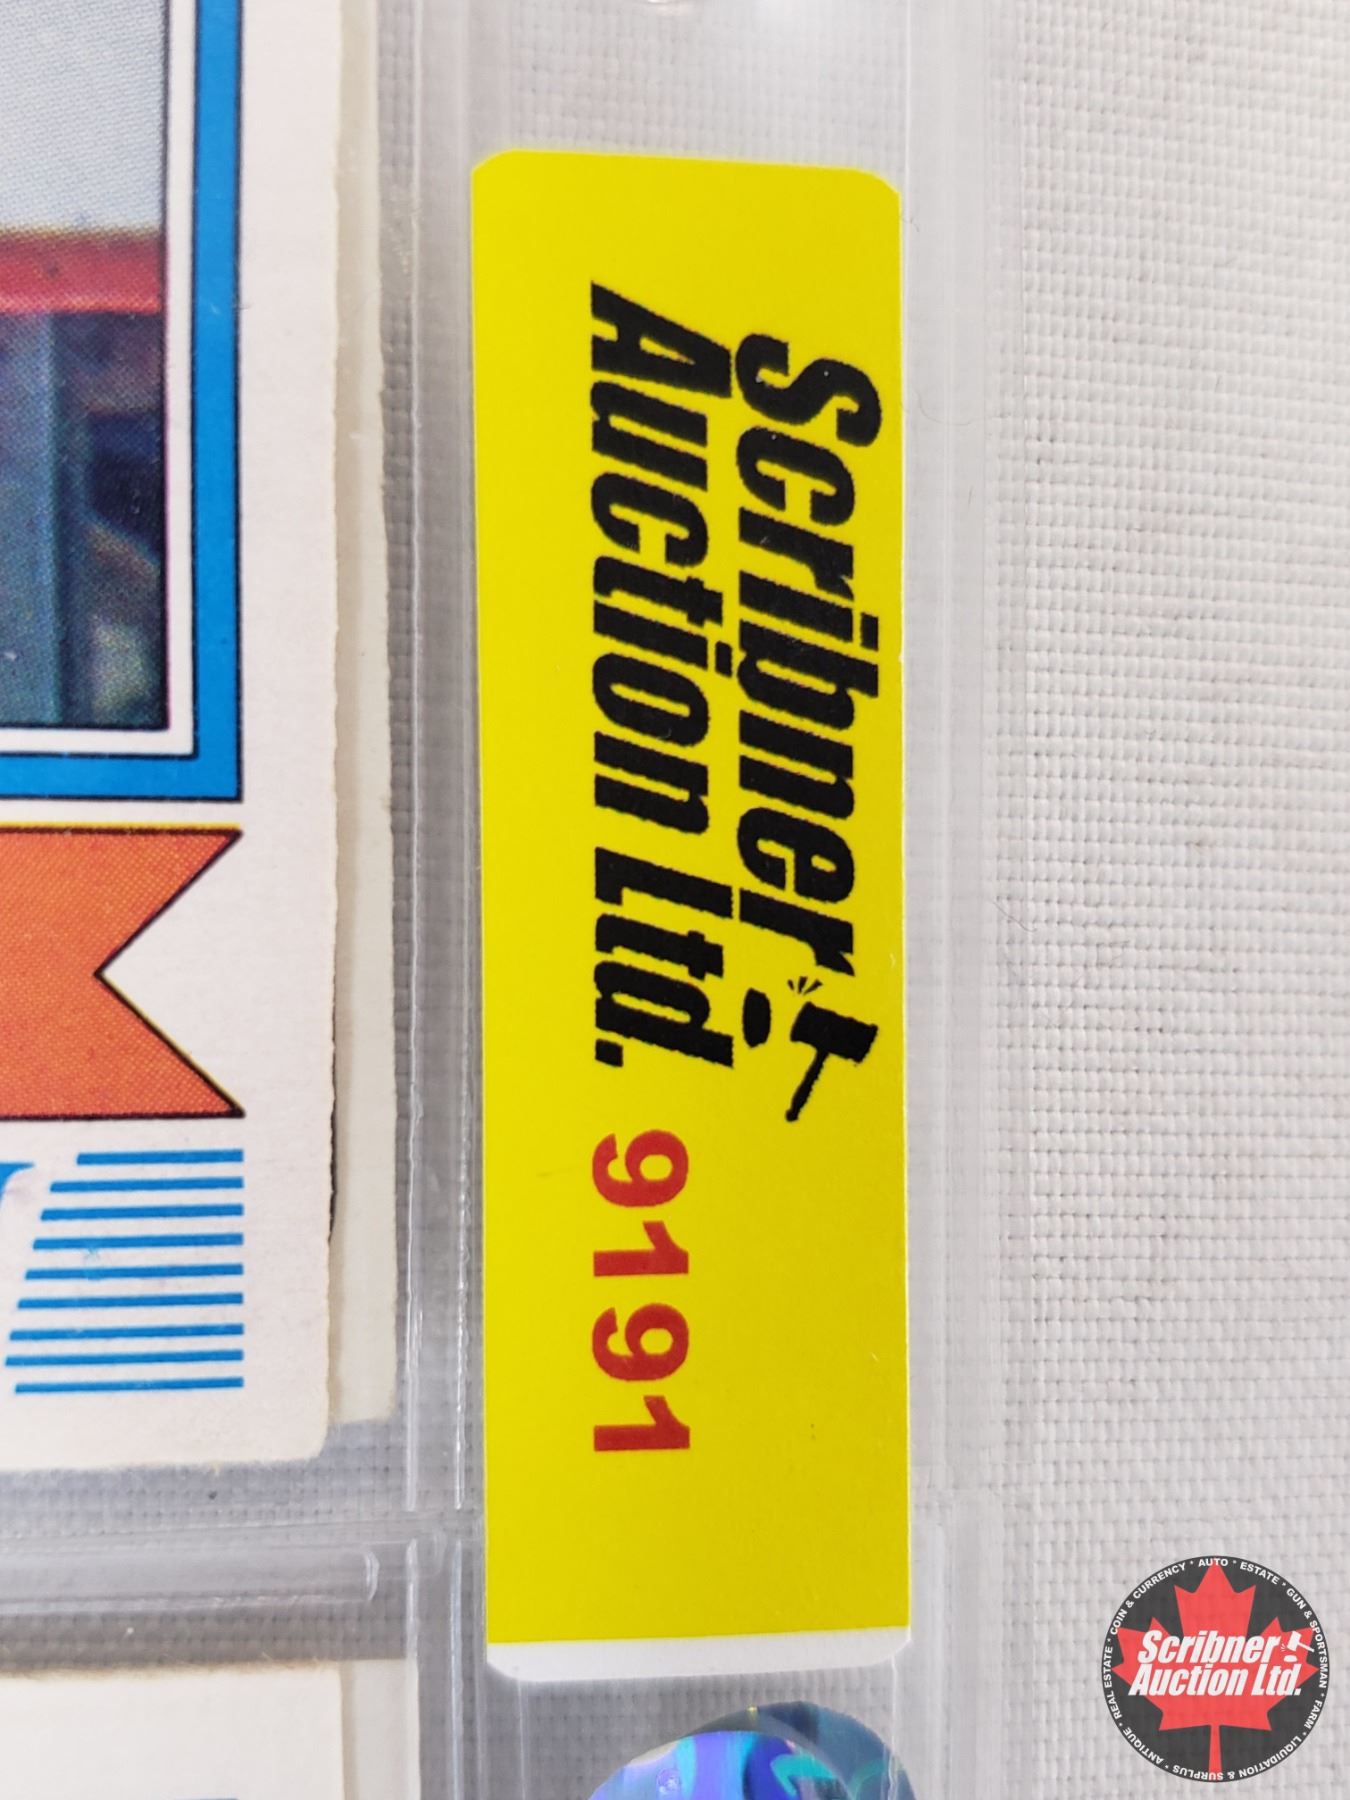 Scribner
Auction Ltd. 9191
Scribner
Auction Ltd.
REAL ESTATE * COIN & CURRENCY * AUTO * ESTATE * GUN & SPORTSMAN * FARM * LIQUIDATION & SURPLUS * ANTIQUE *